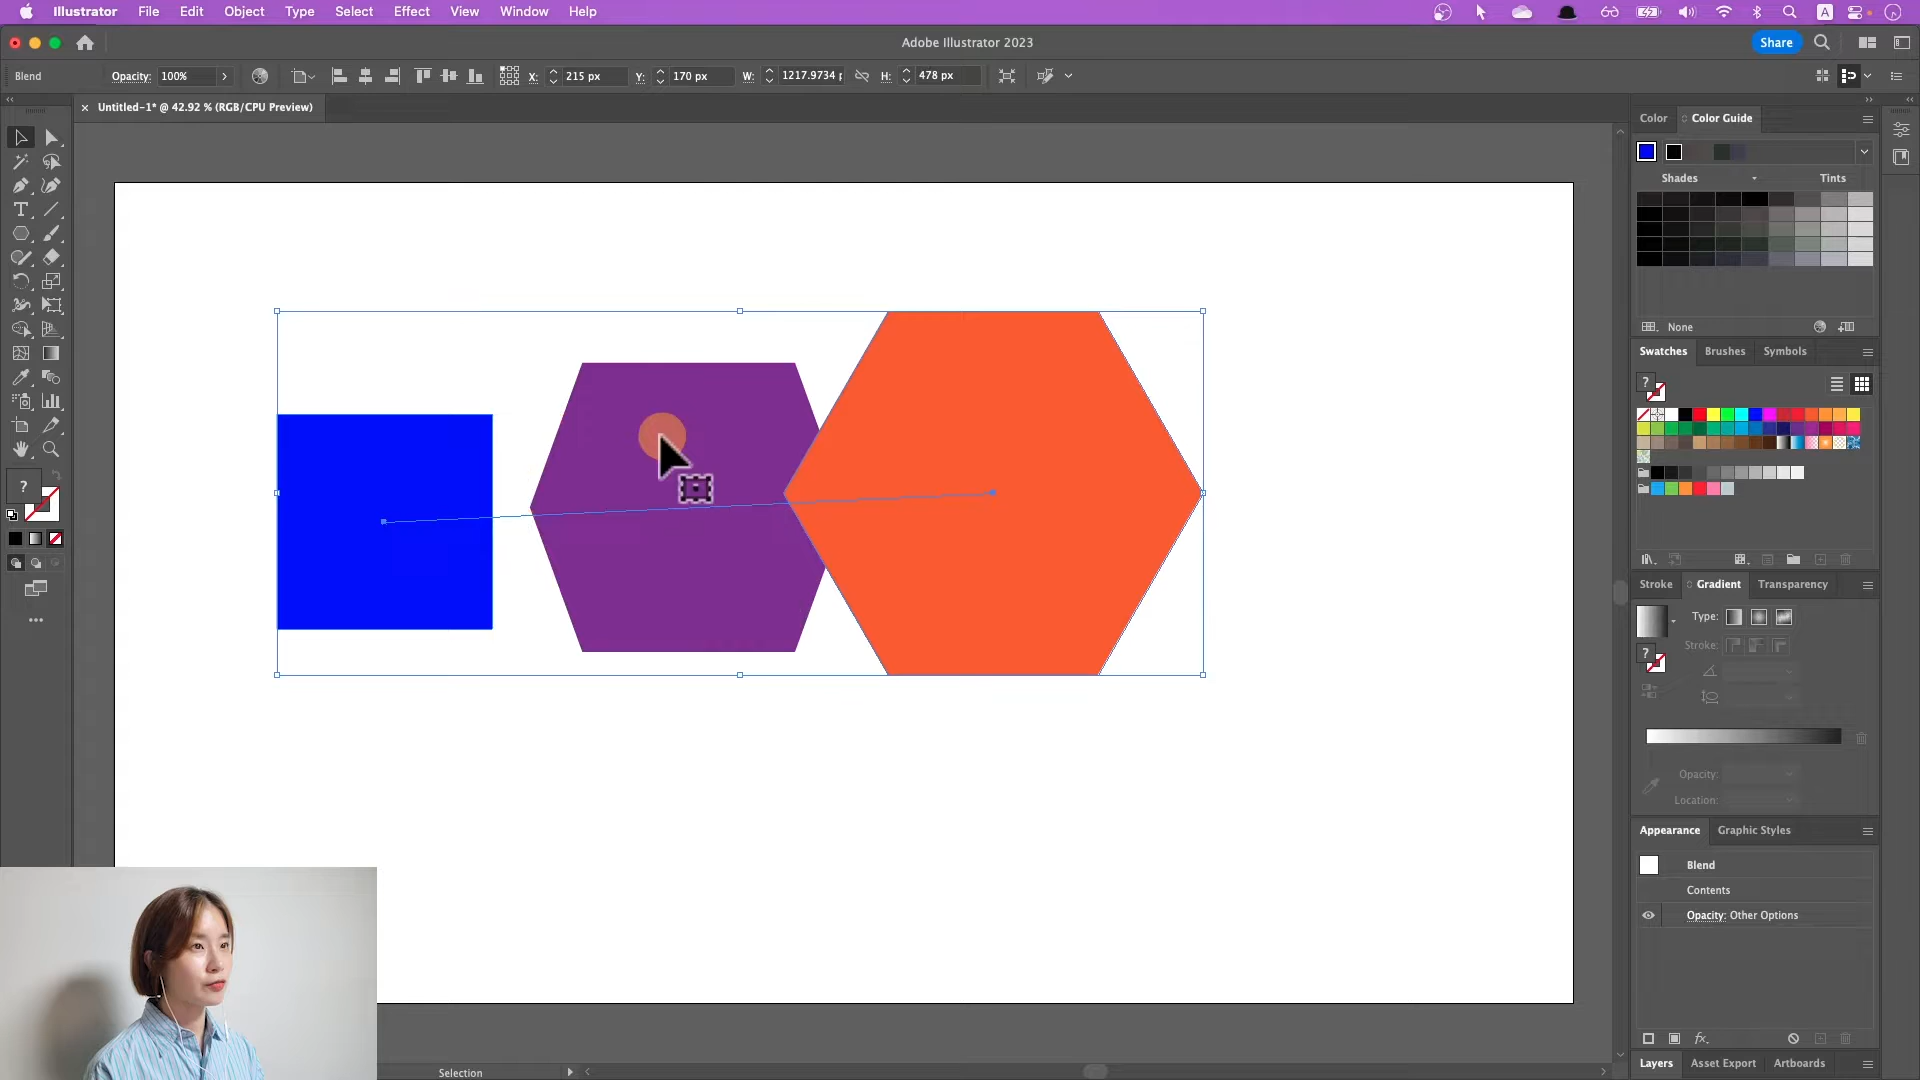 Illustrator File Edit Object Type Select Effect View Window Help A
Adobe Illustrator 2023 Share
Blend Opacity: 100% X: 215 px Y: 170 px W: 1217.9734 H: 478 px
× Untitled-1* @ 42.92 % (RGB/CPU Preview)
Color Color Guide
Shades Tints
None
Swatches Brushes Symbols
?
?
Stroke Gradient Transparency
Type:
Stroke:
?
Opacity:
Location:
Appearance Graphic Styles
Blend
Contents
Opacity: Other Options
fx.
Layers Asset Export Artboards
Selection